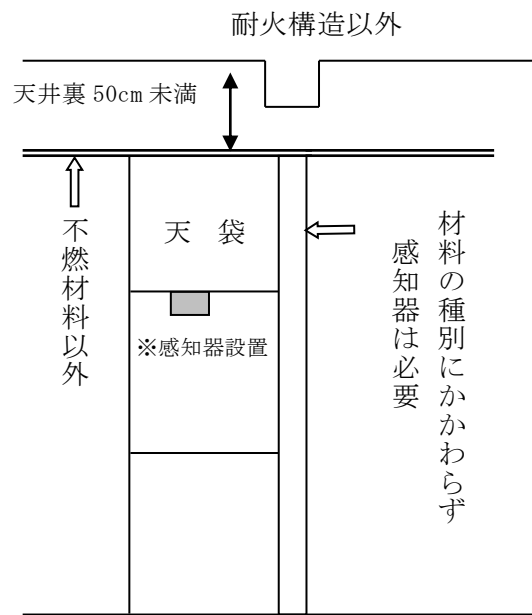 耐火構造以外
天井裏 50cm 未満
天 袋
不燃材料以外
※感知器設置
材料の種別にかかわらず
感知器は必要